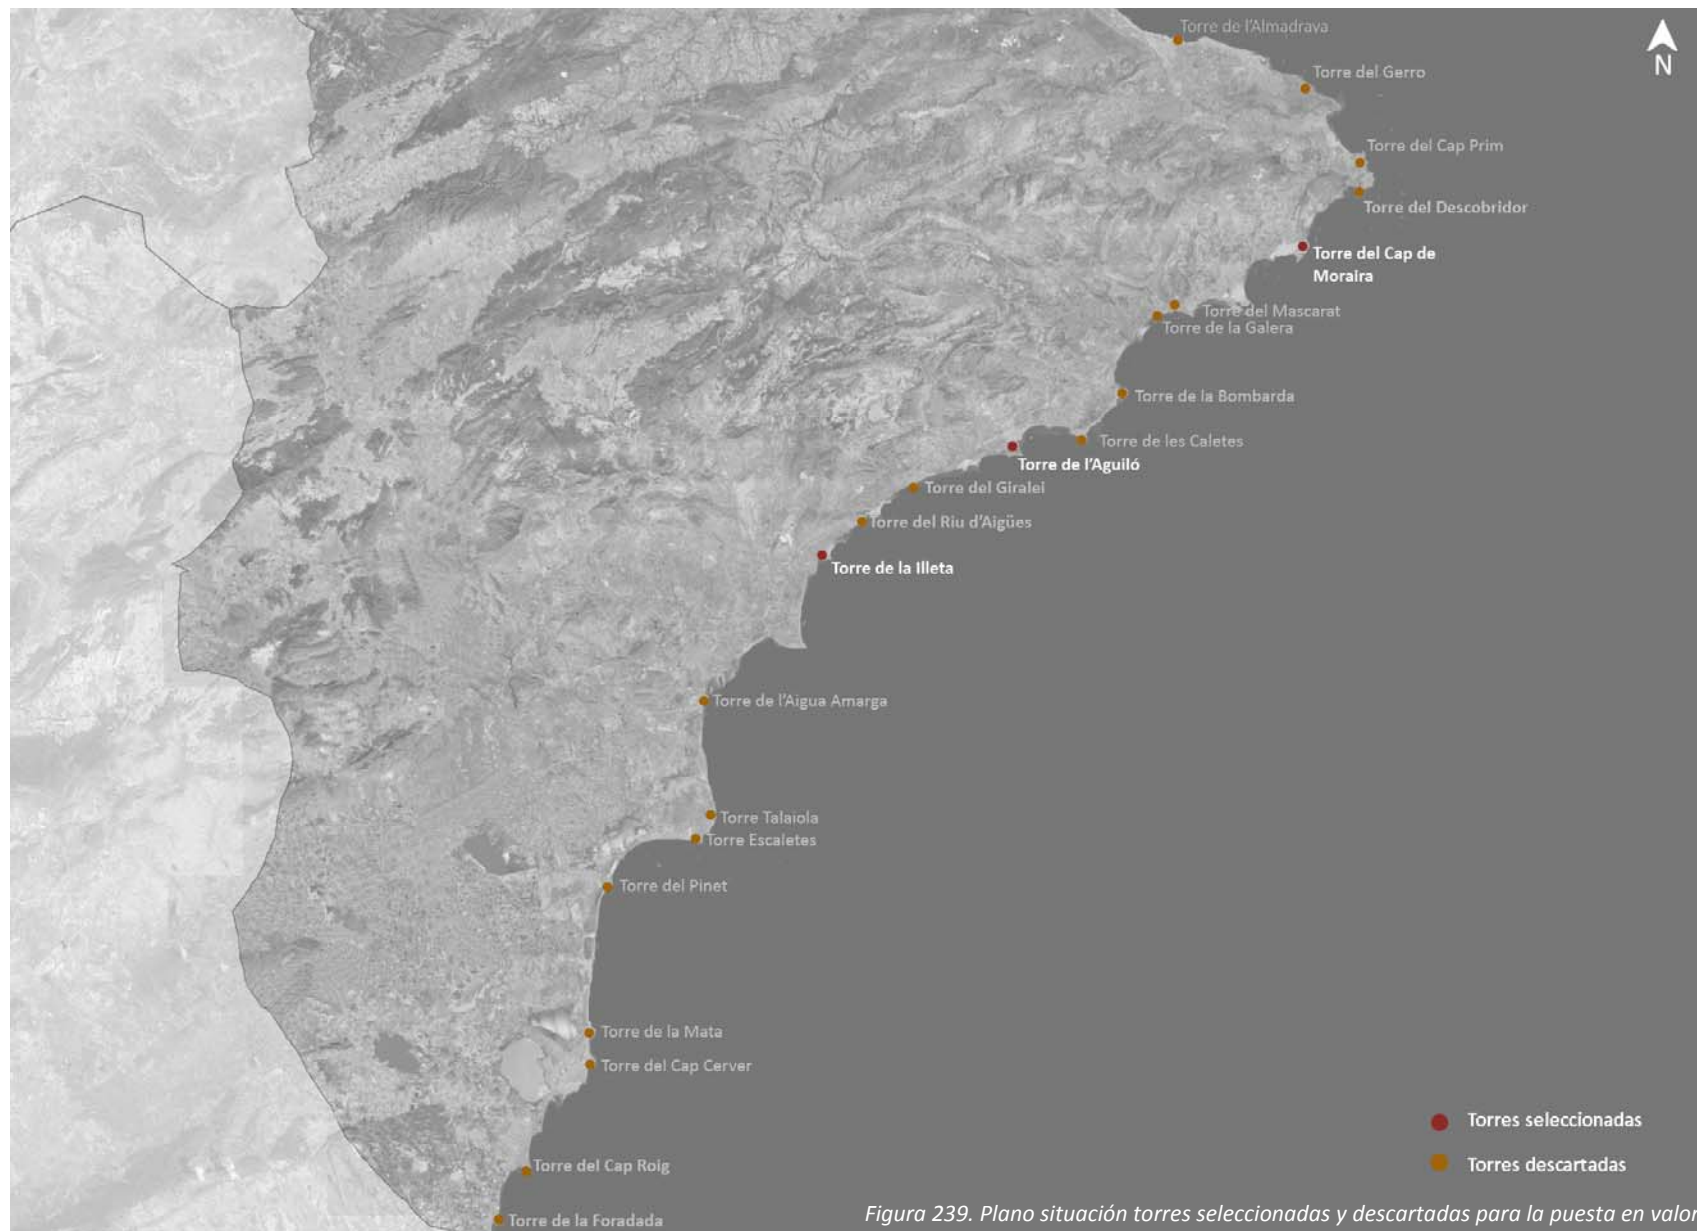 Torre de l'Almadrava
N
Torre del Gerro
Torre del Cap Prim
Torre del Descobridor
Torre del Cap de
Moraira
Torre del Mascarat
Torre de la Galera
Torre de la Bombarda
Torre de les Caletes
Torre de l'Aguiló
Torre del Giralei
Torre del Riu d'Aigües
Torre de la Illeta
Torre de l'Aigua Amarga
Torre Talaiola
Torre Escaletes
Torre del Pinet
Torre de la Mata
Torre del Cap Cerver
Torres seleccionadas
Torres descartadas
Torre del Cap Roig
Torre de la Foradada
Figura 239. Plano situación torres seleccionadas y descartadas para la puesta en valor